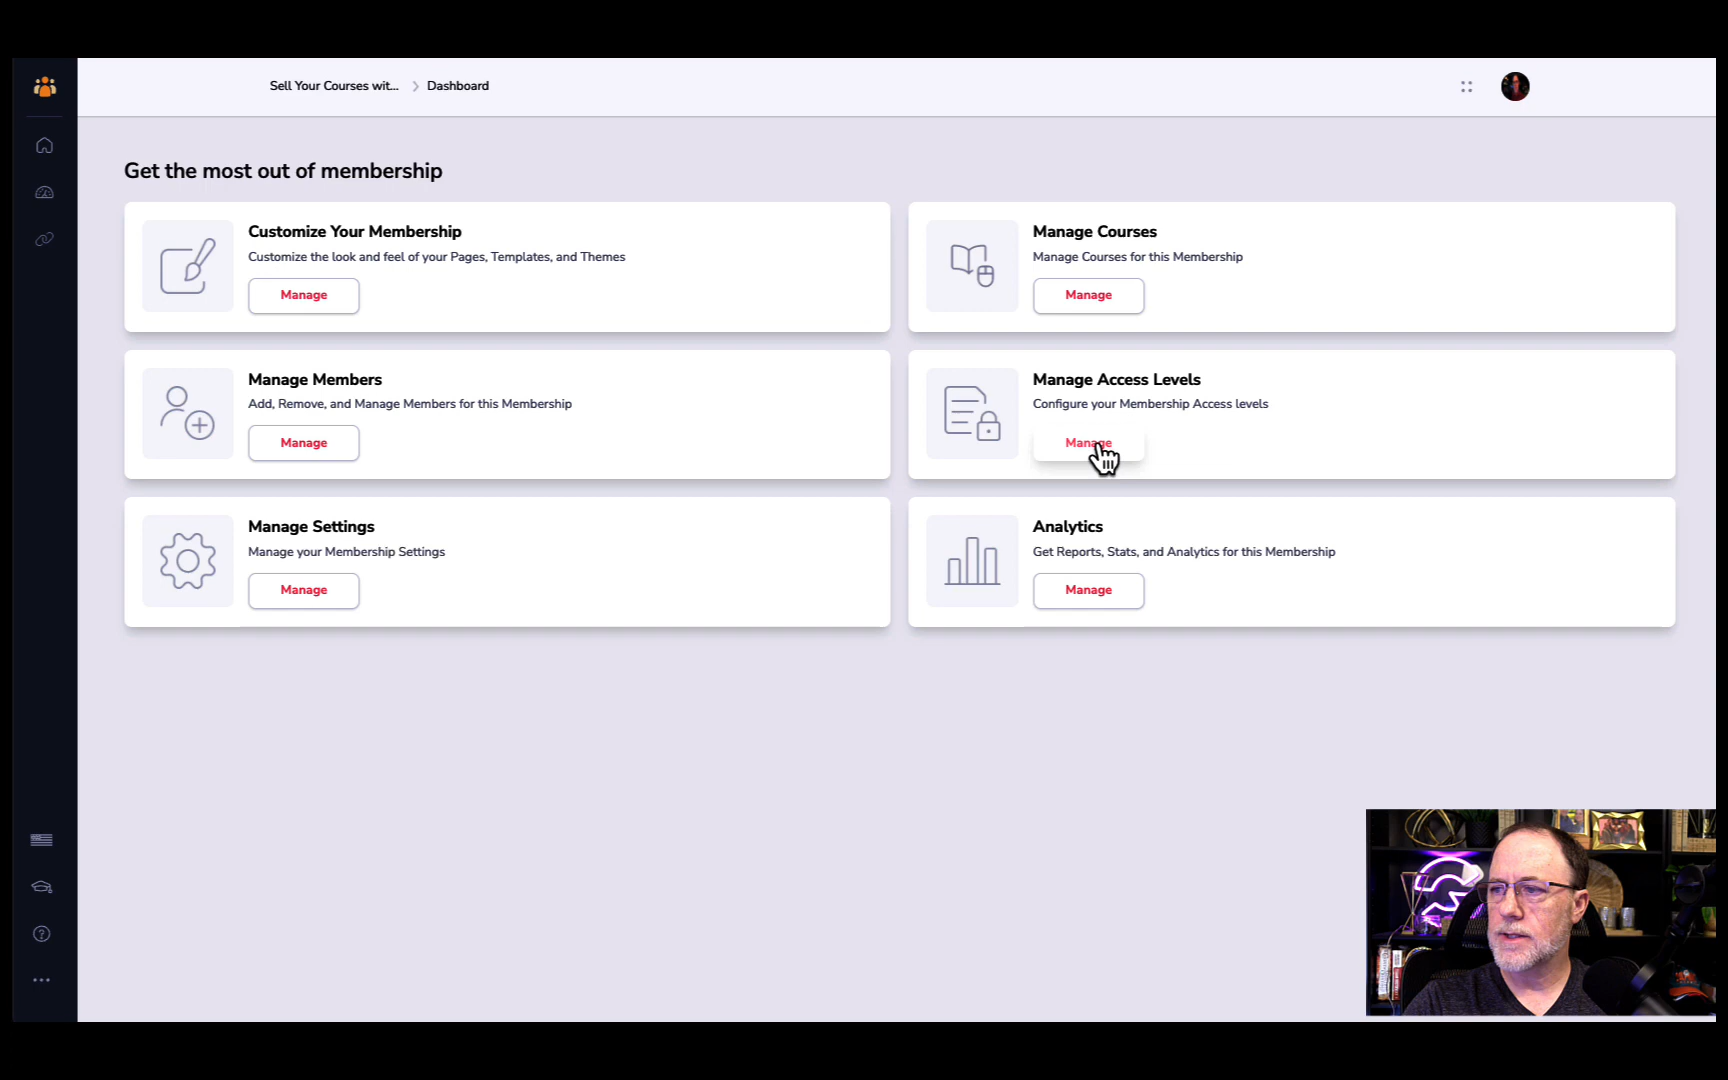 Sell Your Courses wit... > Dashboard
Get the most out of membership
Customize Your Membership
Customize the look and feel of your Pages, Templates, and Themes
Manage
Manage Courses
Manage Courses for this Membership
Manage
Manage Members
Add, Remove, and Manage Members for this Membership
Manage
Manage Access Levels
Configure your Membership Access levels
Manage
Manage Settings
Manage your Membership Settings
Manage
Analytics
Get Reports, Stats, and Analytics for this Membership
Manage